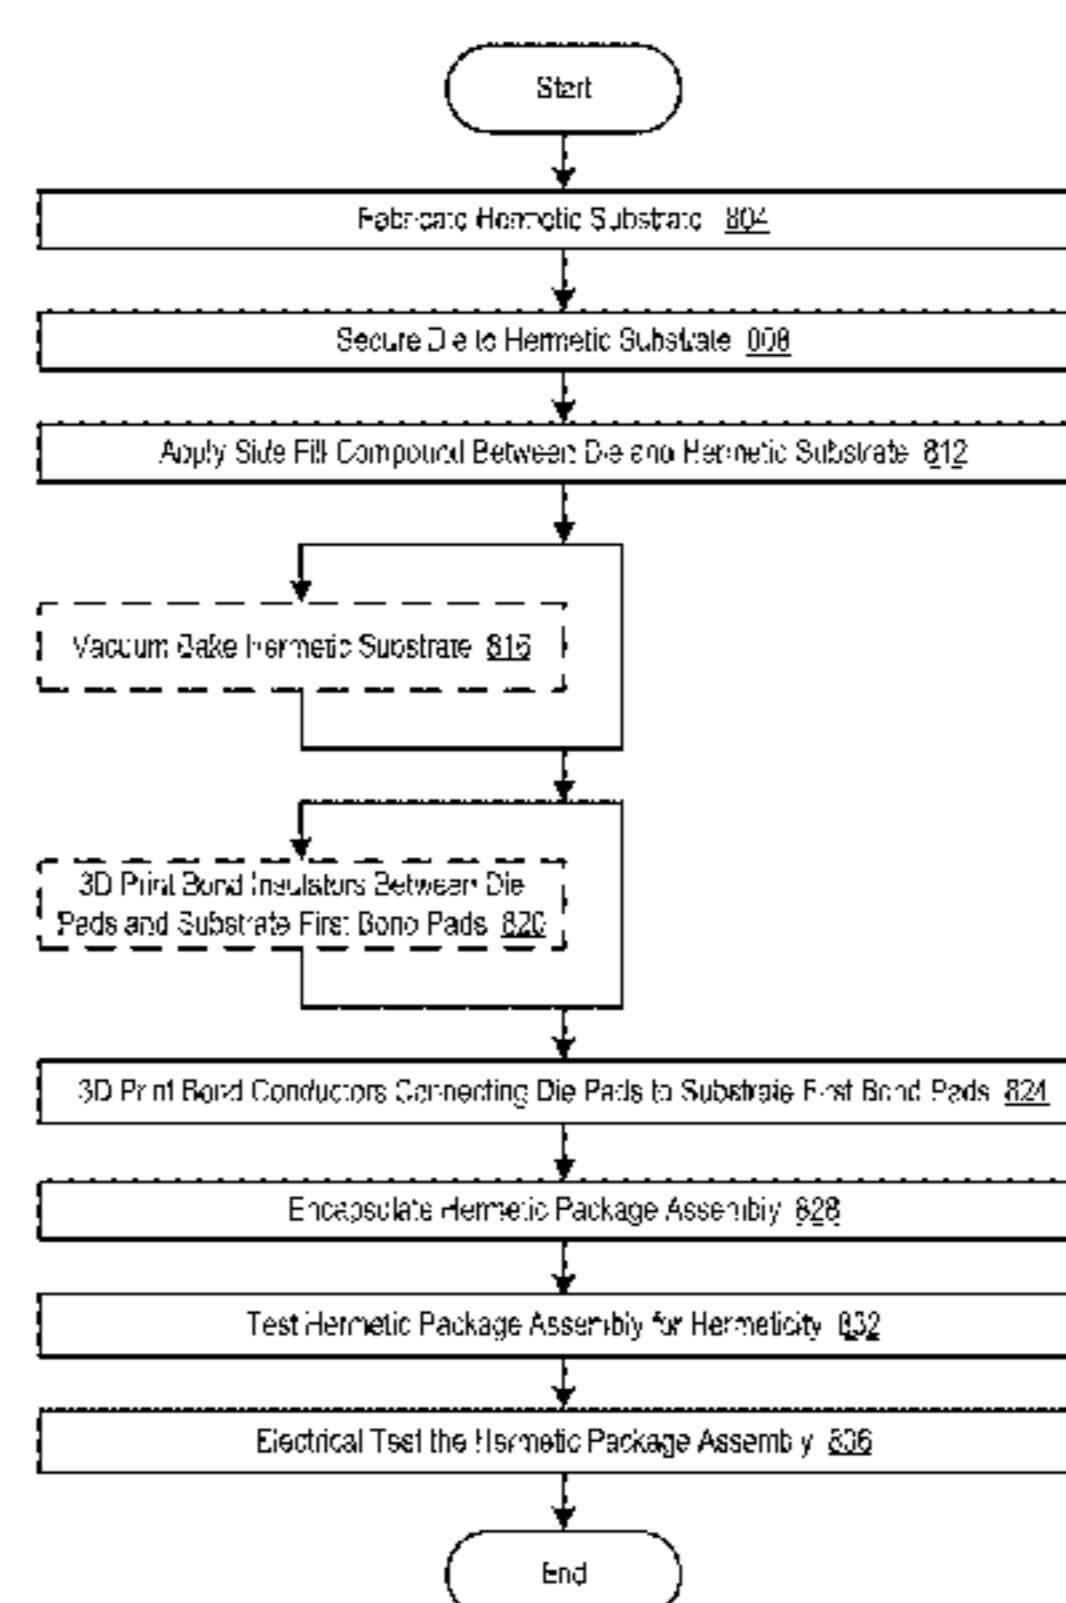 Start
Fabricate Hermetic Substrate 804
Secure Die to Hermetic Substrate 808
Apply Side Fill Compound Between Die and Hermetic Substrate 812
Vacuum Bake Hermetic Substrate 816
3D Print Bond Insulators Between Die
Pads and Substrate First Bond Pads 820
3D Print Bond Conductors Connecting Die Pads to Substrate First Bond Pads 824
Encapsulate Hermetic Package Assembly 828
Test Hermetic Package Assembly for Hermeticity 832
Electrical Test the Hermetic Package Assembly 836
End